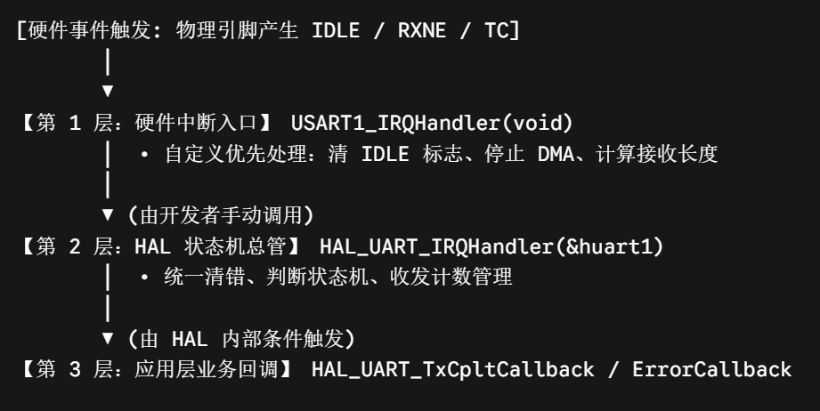 [硬件事件触发: 物理引脚产生 IDLE / RXNE / TC]
【第 1 层: 硬件中断入口】 USART1_IRQHandler(void)
• 自定义优先处理: 清 IDLE 标志、停止 DMA、计算接收长度
(由开发者手动调用)
【第 2 层: HAL 状态机总管】 HAL_UART_IRQHandler(&huart1)
• 统一清错、判断状态机、收发计数管理
(由 HAL 内部条件触发)
【第 3 层: 应用层业务回调】 HAL_UART_TxCpltCallback / ErrorCallback